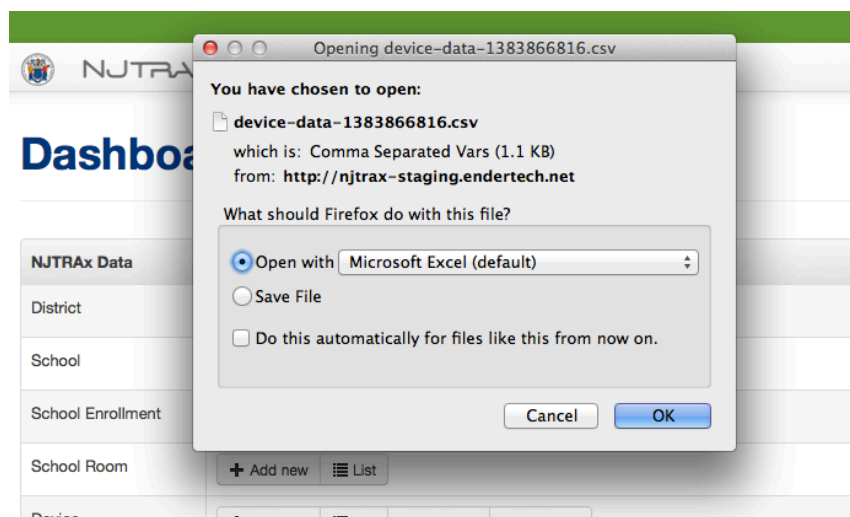 Opening device-data-1383866816.csv
NJTRA
You have chosen to open:
device-data-1383866816.csv
which is: Comma Separated Vars (1.1 KB)
from: http://njtrax-staging.endertech.net
Dashboa
What should Firefox do with this file?
NJTRAx Data
Open with Microsoft Excel (default)
Save File
District
Do this automatically for files like this from now on.
School
School Enrollment
Cancel OK
School Room
+ Add new List